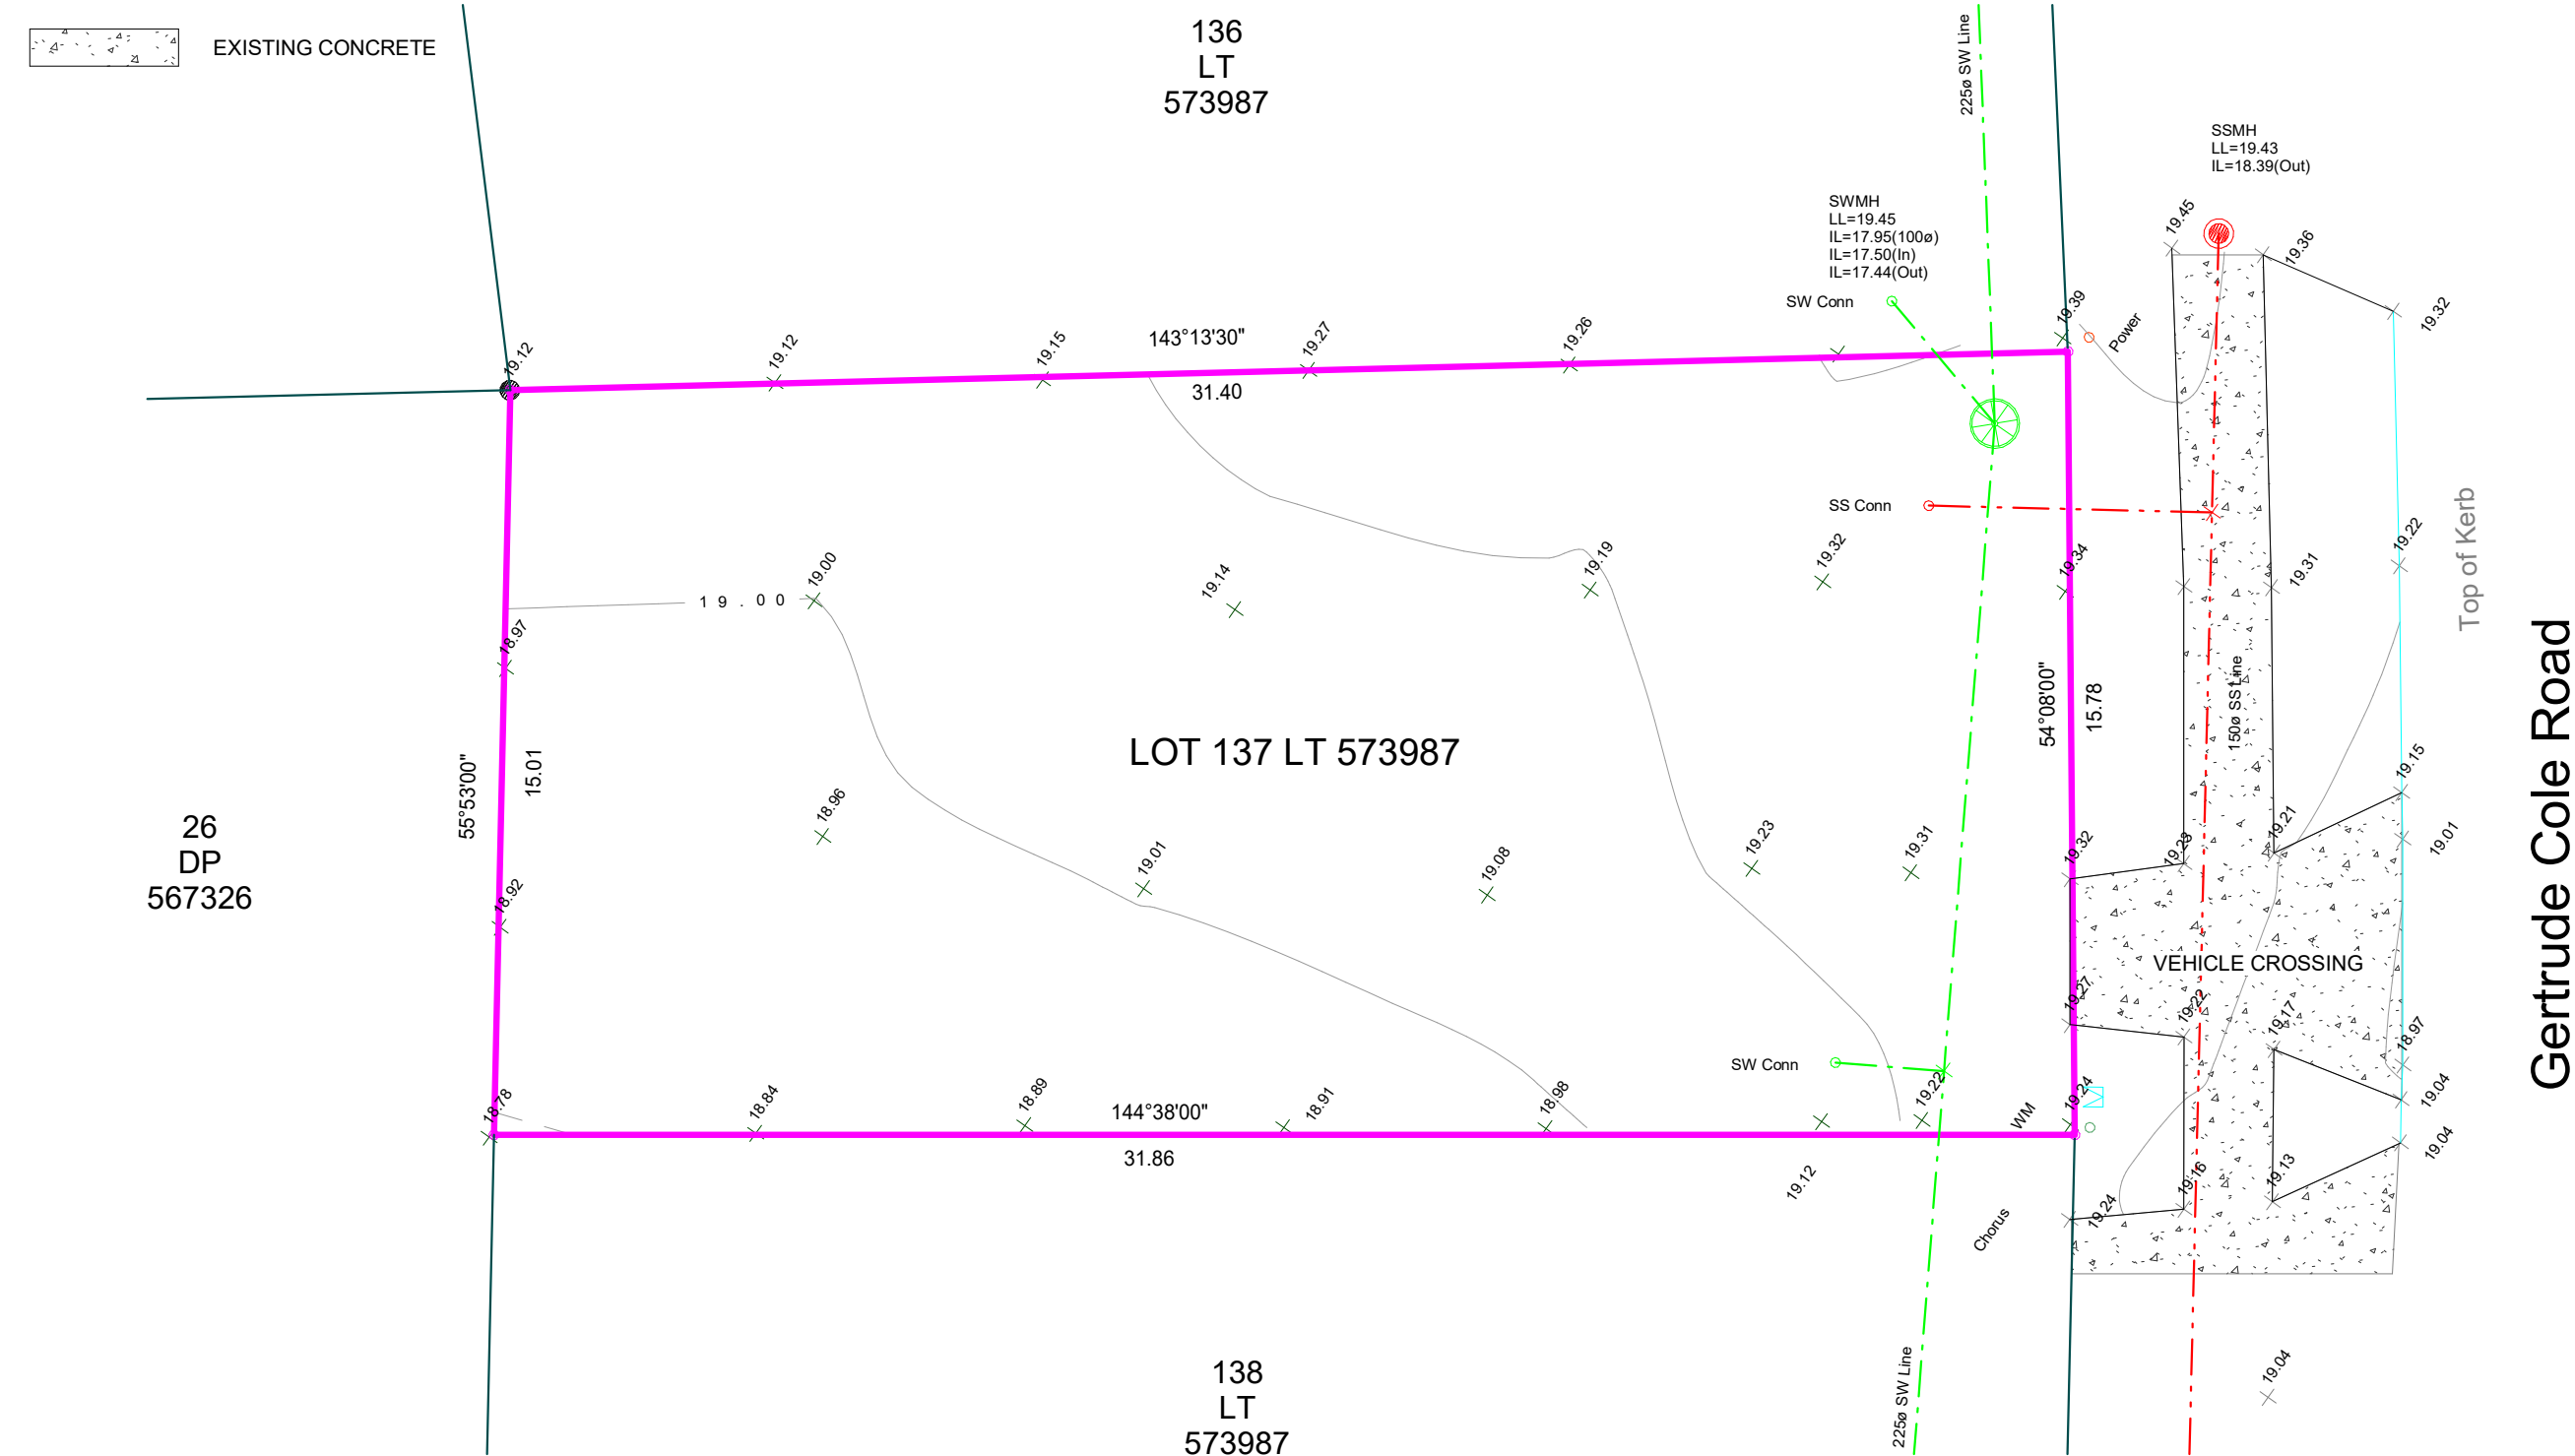 EXISTING CONCRETE
136
LT
573987
225ø SW Line
SSMH
LL=19.43
IL=18.39(Out)
SWMH
LL=19.45
IL=17.95(100ø)
IL=17.50(In)
IL=17.44(Out)
SW Conn
19.45
19.36
19.32
19.39
Power
143°13'30"
31.40
19.12
19.12
19.15
19.27
19.26
SS Conn
19.00
19.00
18.97
19.14
19.19
19.32
19.34
19.31
19.22
Top of Kerb
Gertrude Cole Road
LOT 137 LT 573987
54°08'00"
15.78
150ø SS Line
55°53'00"
15.01
26
DP
567326
18.96
18.92
19.01
19.08
19.23
19.31
19.32
19.23
19.21
19.15
19.01
VEHICLE CROSSING
19.27
19.22
19.17
18.97
SW Conn
18.78
18.84
18.89
144°38'00"
31.86
18.91
18.98
19.22
WM
19.24
19.04
19.04
19.12
Chorus
19.24
19.16
19.13
138
LT
573987
225ø SW Line
19.04